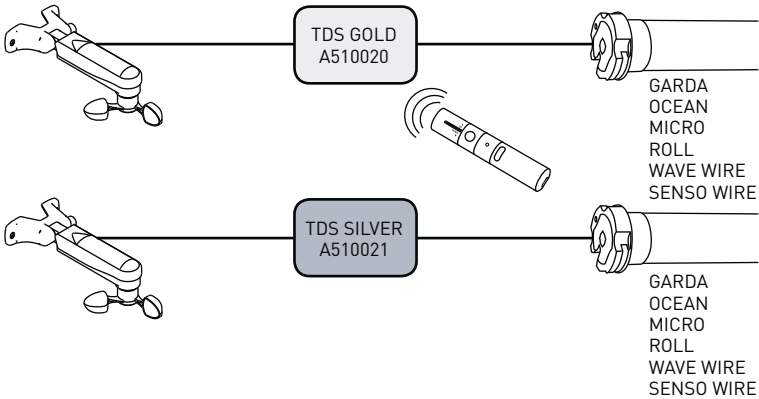 TDS GOLD
A510020
GARDA
OCEAN
MICRO
ROLL
WAVE WIRE
SENSO WIRE
TDS SILVER
A510021
GARDA
OCEAN
MICRO
ROLL
WAVE WIRE
SENSO WIRE